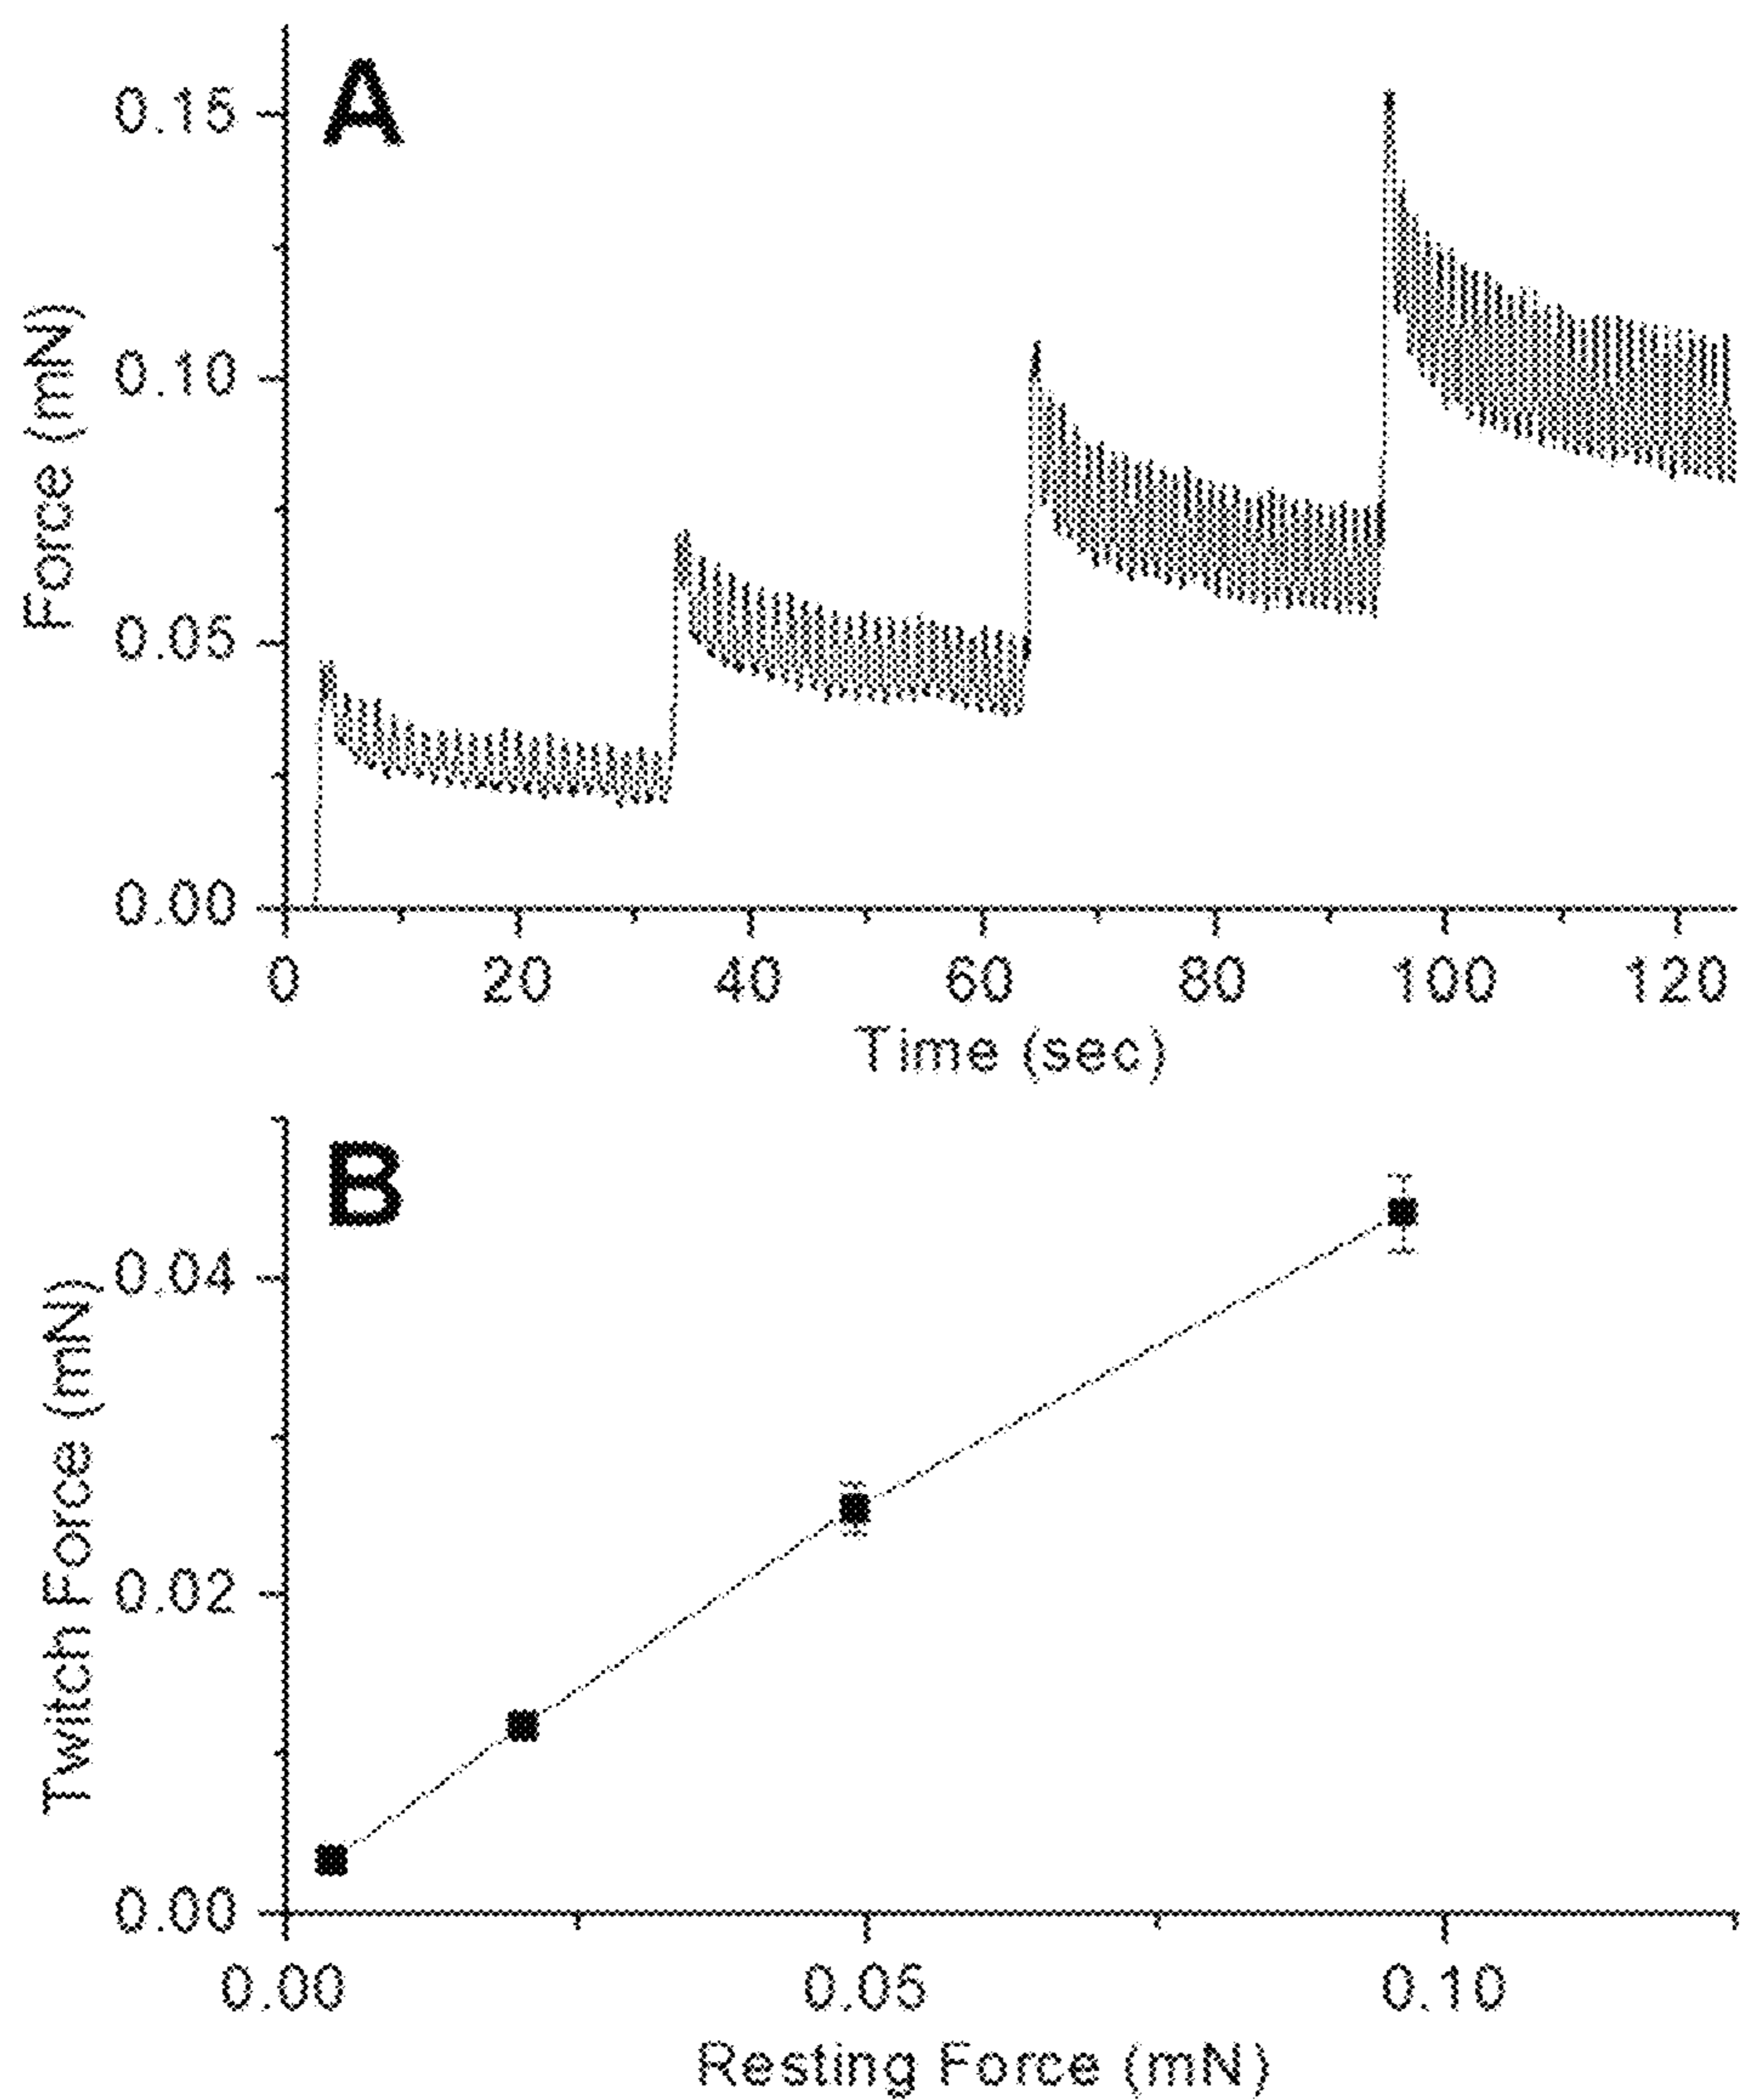 A
0.15
0.10
0.05
0.00
Force (mN)
0 20 40 60 80 100 120
Time (sec)
B
0.04
0.02
0.00
Twitch Force (mN)
0.00 0.05 0.10
Resting Force (mN)